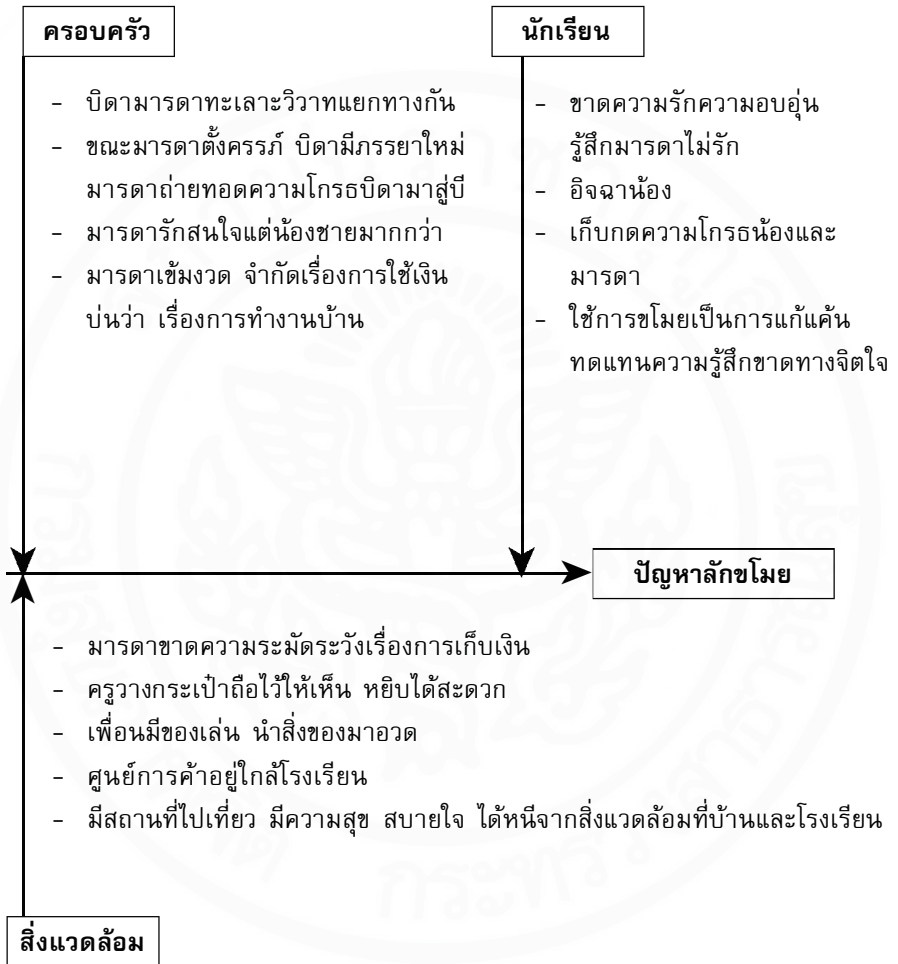 ครอบครัว
- บิดามารดาทะเลาะวิวาทแยกทางกัน
- ขณะมารดาตั้งครรภ์ บิดามีภรรยาใหม่
มารดาถ่ายทอดความโกรธบิดามาสู่บี
- มารดารักสนใจแต่น้องชายมากกว่า
- มารดาเข้มงวด จำกัดเรื่องการใช้เงิน
บ่นว่า เรื่องการทำงานบ้าน
นักเรียน
- ขาดความรักความอบอุ่น
รู้สึกมารดาไม่รัก
- อิจฉาน้อง
- เก็บกดความโกรธน้องและ
มารดา
- ใช้การขโมยเป็นการแก้แค้น
ทดแทนความรู้สึกขาดทางจิตใจ
ปัญหาลักขโมย
- มารดาขาดความระมัดระวังเรื่องการเก็บเงิน
- ครูวางกระเป๋าถือไว้ให้เห็น หยิบได้สะดวก
- เพื่อนมีของเล่น นำสิ่งของมาอวด
- ศูนย์การค้าอยู่ใกล้โรงเรียน
- มีสถานที่ไปเที่ยว มีความสุข สบายใจ ได้หนีจากสิ่งแวดล้อมที่บ้านและโรงเรียน
สิ่งแวดล้อม